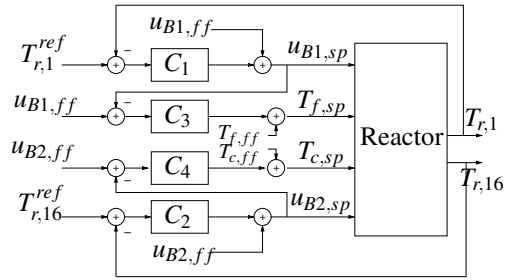 u_{B1,ff}
T_{r,1}^{ref} − + C_1 + u_{B1,sp}
u_{B1,ff} − + C_3 + T_{f,sp}
T_{f,ff} Reactor T_{r,1}
T_{c,ff}
u_{B2,ff} + − C_4 + T_{c,sp} T_{r,16}
T_{r,16}^{ref} + − C_2 + u_{B2,sp}
u_{B2,ff}